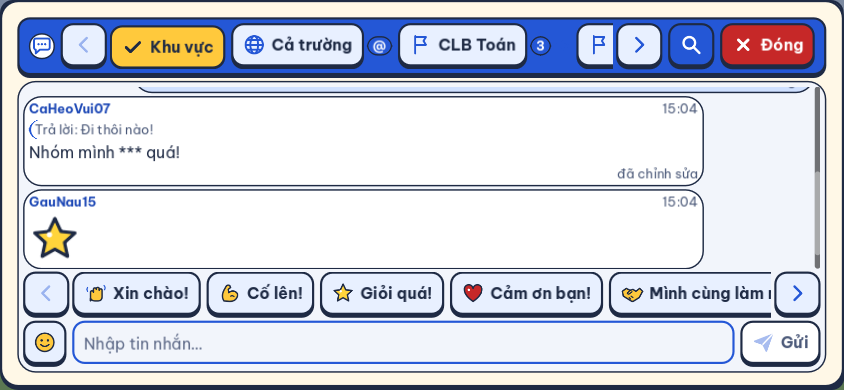 Khu vực
Cả trường
@
CLB Toán
3
Đóng
CaHeoVui07
15:04
Trả lời: Đi thôi nào!
Nhóm mình *** quá!
đã chỉnh sửa
GauNau15
15:04
Xin chào!
Cố lên!
Giỏi quá!
Cảm ơn bạn!
Mình cùng làm
Nhập tin nhắn...
Gửi